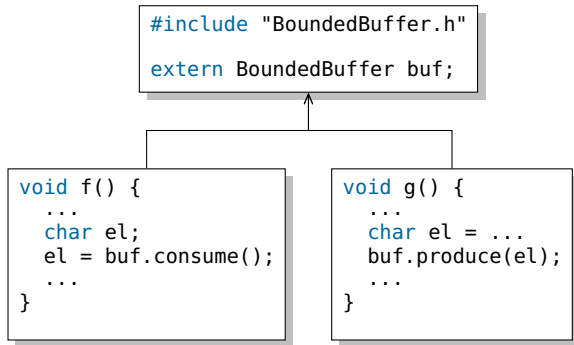 #include "BoundedBuffer.h"
extern BoundedBuffer buf;
void f() {
...
char el;
el = buf.consume();
...
}
void g() {
...
char el = ...
buf.produce(el);
...
}